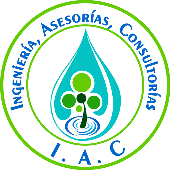 Ingeniería, Asesorías, Consultorías
I. A. C